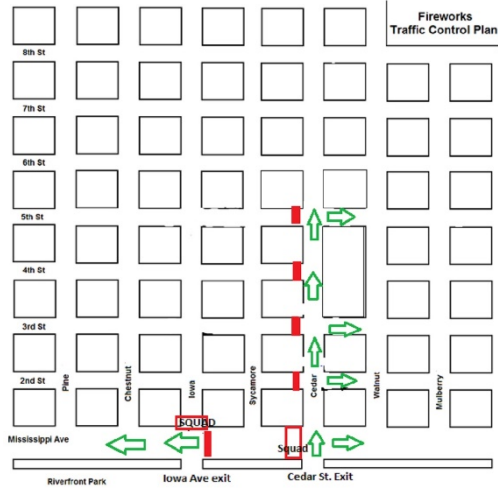 Fireworks
Traffic Control Plan
8th St
7th St
6th St
5th St
4th St
3rd St
2nd St
Pine
Chestnut
Iowa
Sycamore
Cedar
Walnut
Mulberry
SQUAD
Mississippi Ave
Squad
Riverfront Park
Iowa Ave exit
Cedar St. Exit